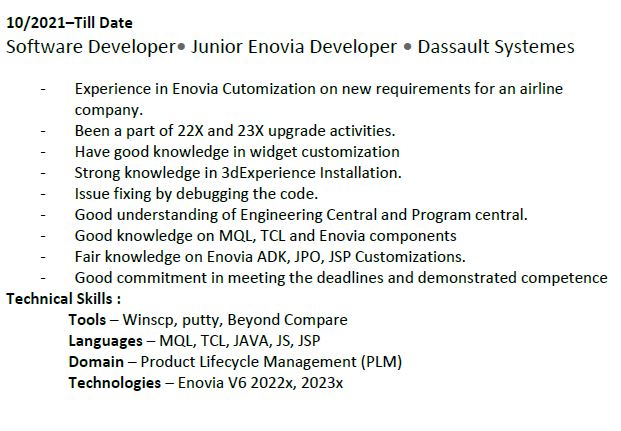 10/2021–Till Date
Software Developer● Junior Enovia Developer ● Dassault Systemes
- Experience in Enovia Cutomization on new requirements for an airline
company.
- Been a part of 22X and 23X upgrade activities.
- Have good knowledge in widget customization
- Strong knowledge in 3dExperience Installation.
- Issue fixing by debugging the code.
- Good understanding of Engineering Central and Program central.
- Good knowledge on MQL, TCL and Enovia components
- Fair knowledge on Enovia ADK, JPO, JSP Customizations.
- Good commitment in meeting the deadlines and demonstrated competence
Technical Skills :
Tools – Winscp, putty, Beyond Compare
Languages – MQL, TCL, JAVA, JS, JSP
Domain – Product Lifecycle Management (PLM)
Technologies – Enovia V6 2022x, 2023x